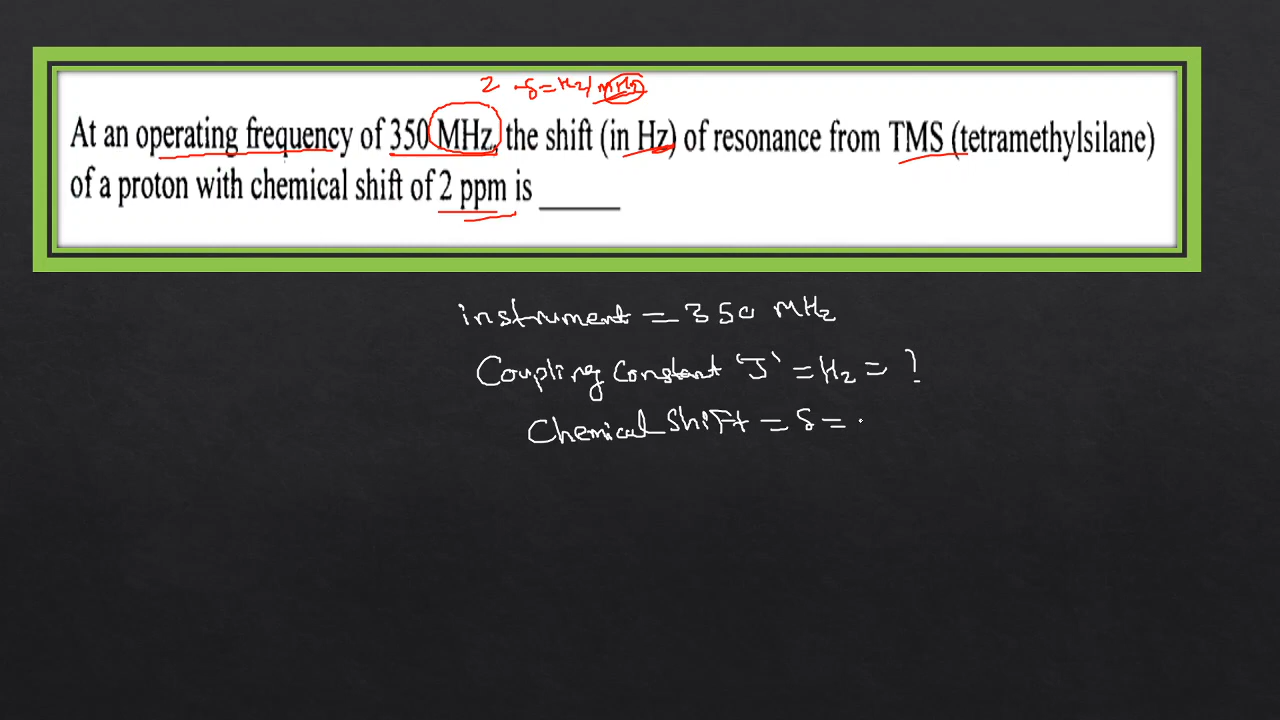 2 δ = Hz/MHz
At an operating frequency of 350 MHz, the shift (in Hz) of resonance from TMS (tetramethylsilane)
of a proton with chemical shift of 2 ppm is ______
instrument = 350 MHz
Coupling Constant 'J' = Hz = ?
Chemical Shift = δ = .